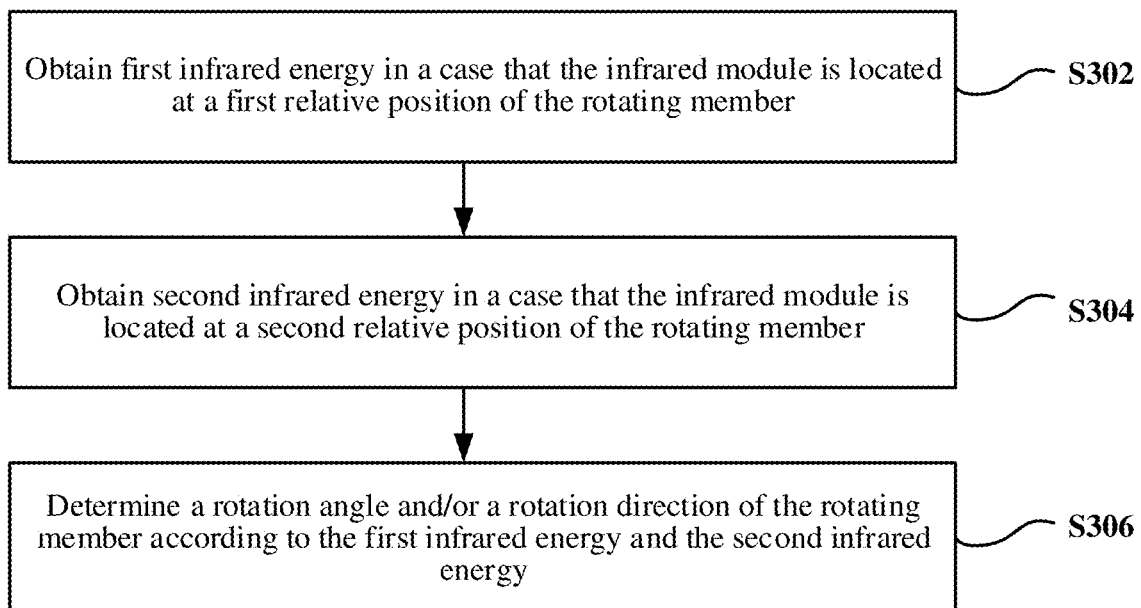 Obtain first infrared energy in a case that the infrared module is located
at a first relative position of the rotating member
S302
Obtain second infrared energy in a case that the infrared module is
located at a second relative position of the rotating member
S304
Determine a rotation angle and/or a rotation direction of the rotating
member according to the first infrared energy and the second infrared
energy
S306